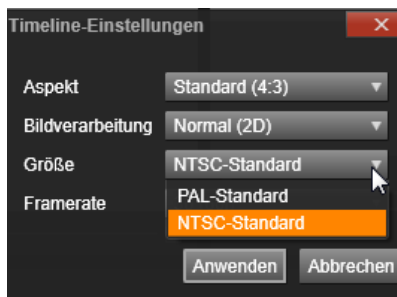 Timeline-Einstellungen
Aspekt Standard (4:3)
Bildverarbeitung Normal (2D)
Größe NTSC-Standard
PAL-Standard
Framerate
NTSC-Standard
Anwenden Abbrechen